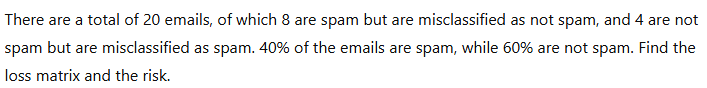 There are a total of 20 emails, of which 8 are spam but are misclassified as not spam, and 4 are not
spam but are misclassified as spam. 40% of the emails are spam, while 60% are not spam. Find the
loss matrix and the risk.